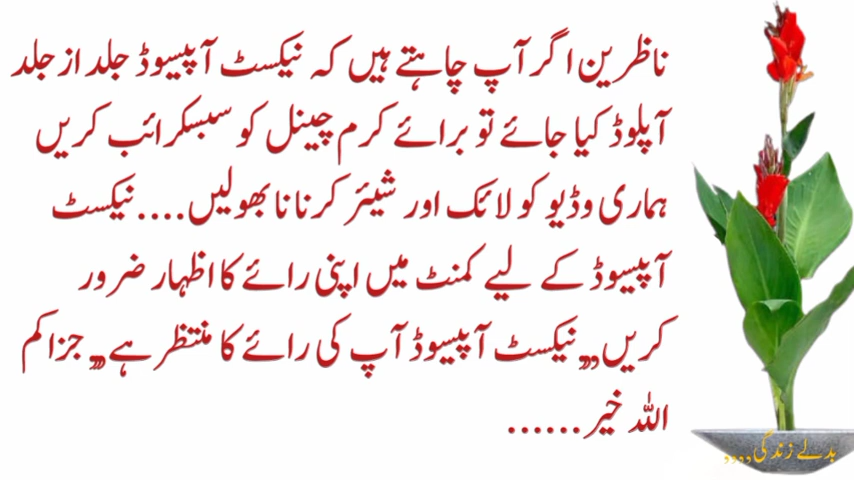 ناظرین اگر آپ چاہتے ہیں کہ نیکسٹ آپیسوڈ جلد از جلد
آپلوڈ کیا جائے تو برائے کرم چینل کو سبسکرائب کریں
ہماری وڈیو کو لائک اور شیئر کرنا نا بھولیں....نیکسٹ
آپیسوڈ کے لیے کمنٹ میں اپنی رائے کا اظہار ضرور
کریں,,,نیکسٹ آپیسوڈ آپ کی رائے کا منتظر ہے,,,جزاکم
اللہ خیر......
بدلے زندگی,,,,